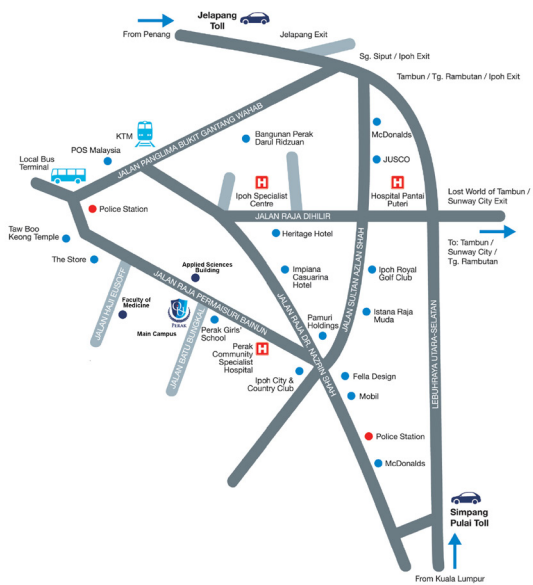 Jelapang
Toll
From Penang
Jelapang Exit
Sg. Siput / Ipoh Exit
Tambun / Tg. Rambutan / Ipoh Exit
JALAN PANGLIMA BUKIT GANTANG WAHAB
KTM
POS Malaysia
Local Bus
Terminal
Bangunan Perak
Darul Ridzuan
McDonalds
JUSCO
H
Ipoh Specialist
Centre
H
Hospital Pantai
Puteri
Lost World of Tambun /
Sunway City Exit
Police Station
JALAN RAJA DIHILIR
Taw Boo
Keong Temple
Heritage Hotel
To: Tambun /
Sunway City /
Tg. Rambutan
The Store
Applied Sciences
Building
JALAN HAJI EUSOFF
JALAN RAJA PERMAISURI BAINUN
Impiana
Casuarina
Hotel
JALAN SULTAN AZLAN SHAH
Ipoh Royal
Golf Club
Faculty of
Medicine
PERAK
Main Campus
JALAN BATU BUNGKAL
Perak Girls'
School
JALAN RAJA DR. NAZRIN SHAH
Pamuri
Holdings
Istana Raja
Muda
LEBUHRAYA UTARA-SELATAN
Perak
Community
Specialist
Hospital
H
Ipoh City &
Country Club
Fella Design
Mobil
Police Station
McDonalds
Simpang
Pulai Toll
From Kuala Lumpur